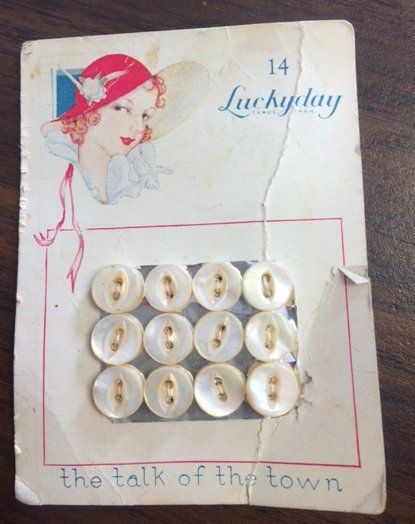 14
Luckyday
TRADE MARK
the talk of the town